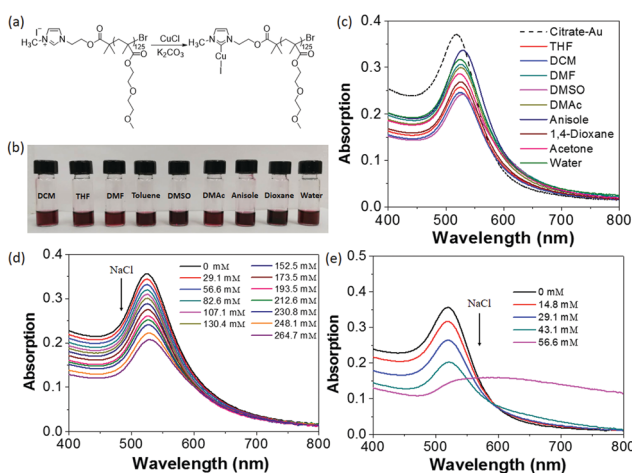 (a)
I⁻
H₃C
N
N
O
O
Br
125
O
O
O
O
O
CuCl
K₂CO₃
H₃C
N
N
Cu
I
O
O
Br
125
O
O
O
O
O
(b)
DCM THF DMF Toluene DMSO DMAc Anisole Dioxane Water
(c)
Absorption
0.4
0.3
0.2
0.1
0.0
400 500 600 700 800
Wavelength (nm)
Citrate-Au
THF
DCM
DMF
DMSO
DMAc
Anisole
1,4-Dioxane
Acetone
Water
(d)
Absorption
0.4
0.3
0.2
0.1
0.0
400 500 600 700 800
Wavelength (nm)
NaCl
0 mM 152.5 mM
29.1 mM 173.5 mM
56.6 mM 193.5 mM
82.6 mM 212.6 mM
107.1 mM 230.8 mM
130.4 mM 248.1 mM
264.7 mM
(e)
Absorption
0.5
0.4
0.3
0.2
0.1
0.0
400 500 600 700 800
Wavelength (nm)
NaCl
0 mM
14.8 mM
29.1 mM
43.1 mM
56.6 mM